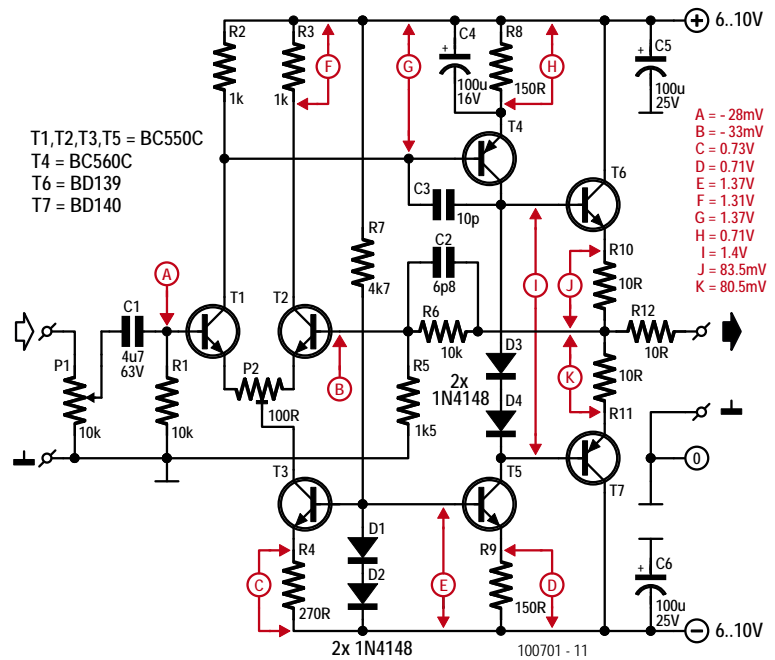 R2
1k
R3
1k
F
G
C4
+
100u
16V
R8
150R
H
C5
+
100u
25V
+ 6..10V
T1,T2,T3,T5 = BC550C
T4 = BC560C
T6 = BD139
T7 = BD140
A = - 28mV
B = - 33mV
C = 0.73V
D = 0.71V
E = 1.37V
F = 1.31V
G = 1.37V
H = 0.71V
I = 1.4V
J = 83.5mV
K = 80.5mV
T4
T6
C3
10p
R7
4k7
C2
6p8
R6
10k
I
J
R10
10R
R12
10R
A
C1
4u7
63V
T1
T2
P1
10k
R1
10k
P2
100R
B
R5
1k5
D3
2x
1N4148
D4
K
10R
R11
T7
0
T3
T5
C
R4
270R
D1
D2
E
R9
150R
D
C6
+
100u
25V
2x 1N4148
100701 - 11
− 6..10V